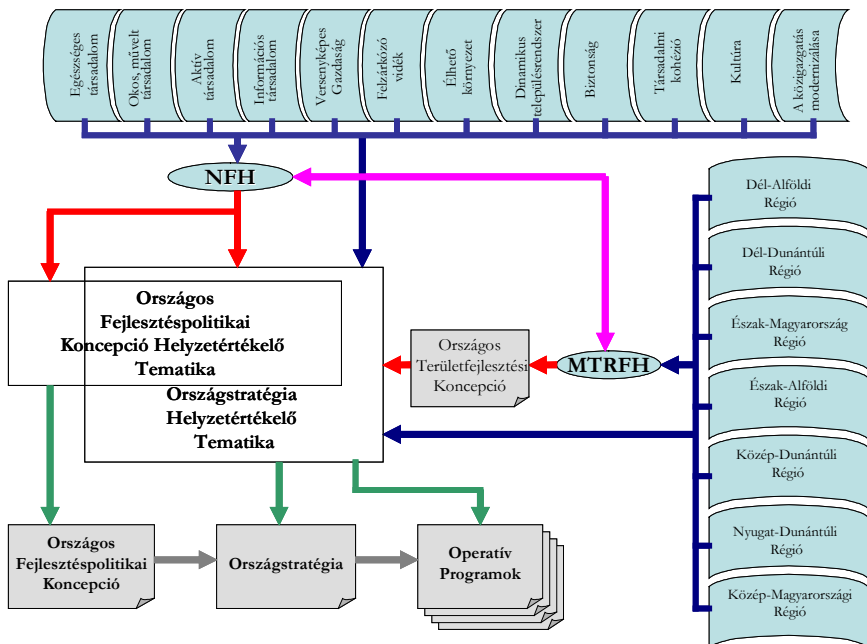 Egészséges
társadalom
Okos, művelt
társadalom
Aktív
társadalom
Információs
társadalom
Versenyképes
Gazdaság
Felzárkózó
vidék
Élhető
környezet
Dinamikus
településrendszer
Biztonság
Társadalmi
kohézió
Kultúra
A közigazgatás
modernizálása
NFH
Dél-Alföldi
Régió
Dél-Dunántúli
Régió
Észak-Magyarország
Régió
Észak-Alföldi
Régió
Közép-Dunántúli
Régió
Nyugat-Dunántúli
Régió
Közép-Magyarországi
Régió
Országos
Fejlesztéspolitikai
Koncepció Helyzetértékelő
Tematika
Országstratégia
Helyzetértékelő
Tematika
Országos
Területfejlesztési
Koncepció
MTRFH
Országos
Fejlesztéspolitikai
Koncepció
Országstratégia
Operatív
Programok